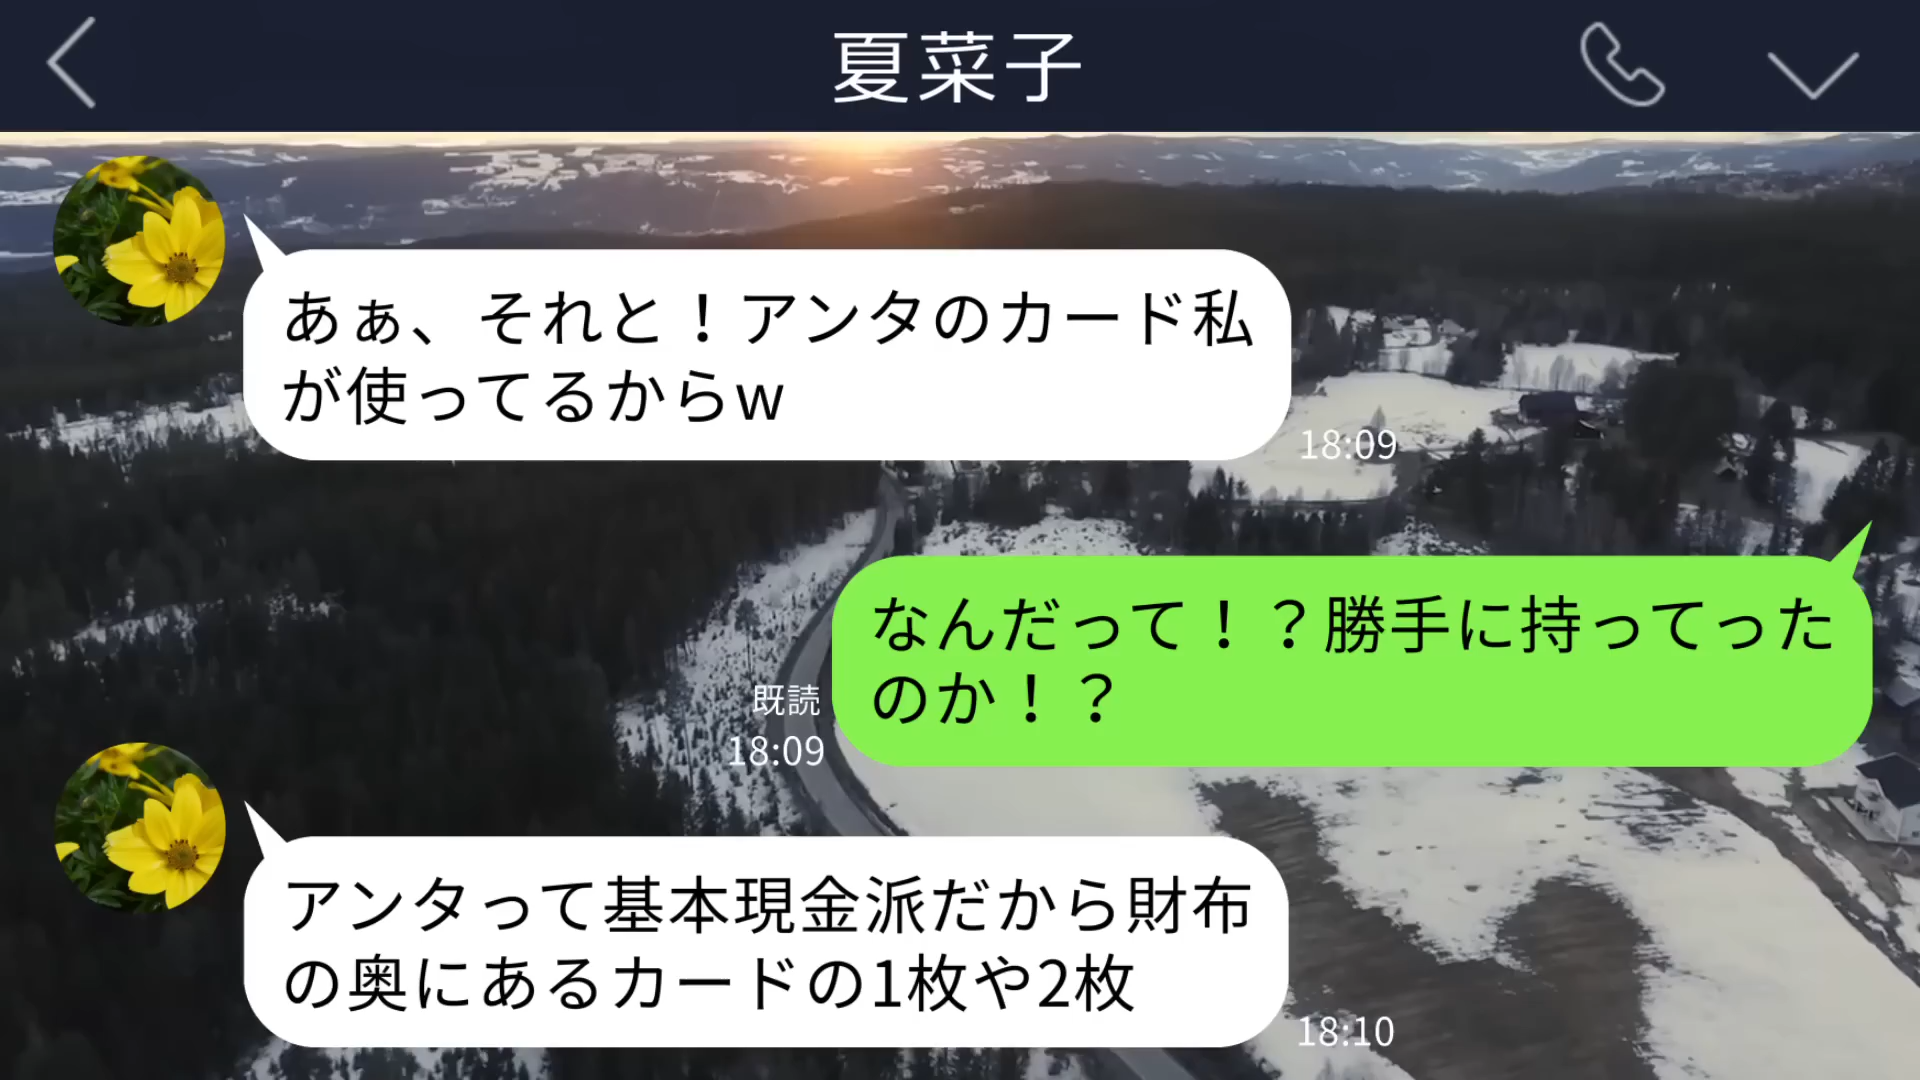 夏菜子
あぁ、それと！アンタのカード私
が使ってるからw
18:09
なんだって！？勝手に持ってった
のか！？
既読
18:09
アンタって基本現金派だから財布
の奥にあるカードの1枚や2枚
18:10